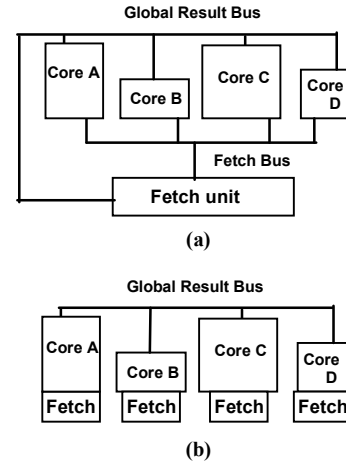 Global Result Bus
Core A
Core B
Core C
Core
D
Fetch Bus
Fetch unit
(a)
Global Result Bus
Core A
Core B
Core C
Core
D
Fetch
Fetch
Fetch
Fetch
(b)